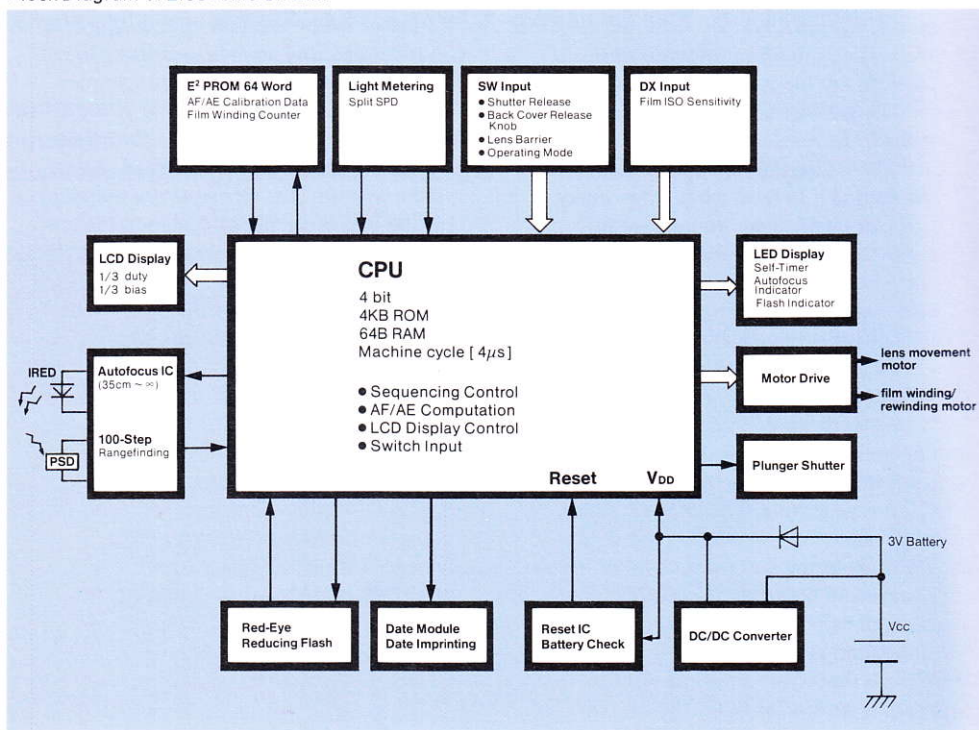 E² PROM 64 Word
AF/AE Calibration Data
Film Winding Counter
Light Metering
Split SPD
SW Input
● Shutter Release
● Back Cover Release
Knob
● Lens Barrier
● Operating Mode
DX Input
Film ISO Sensitivity
LCD Display
1/3 duty
1/3 bias
CPU
4 bit
4KB ROM
64B RAM
Machine cycle [ 4µs ]
● Sequencing Control
● AF/AE Computation
● LCD Display Control
● Switch Input
Reset
VDD
LED Display
Self-Timer
Autofocus
Indicator
Flash Indicator
IRED
Autofocus IC
(35cm ~ ∞)
100-Step
Rangefinding
PSD
Motor Drive
lens movement
motor
film winding/
rewinding motor
Plunger Shutter
3V Battery
Vcc
Red-Eye
Reducing Flash
Date Module
Date Imprinting
Reset IC
Battery Check
DC/DC Converter